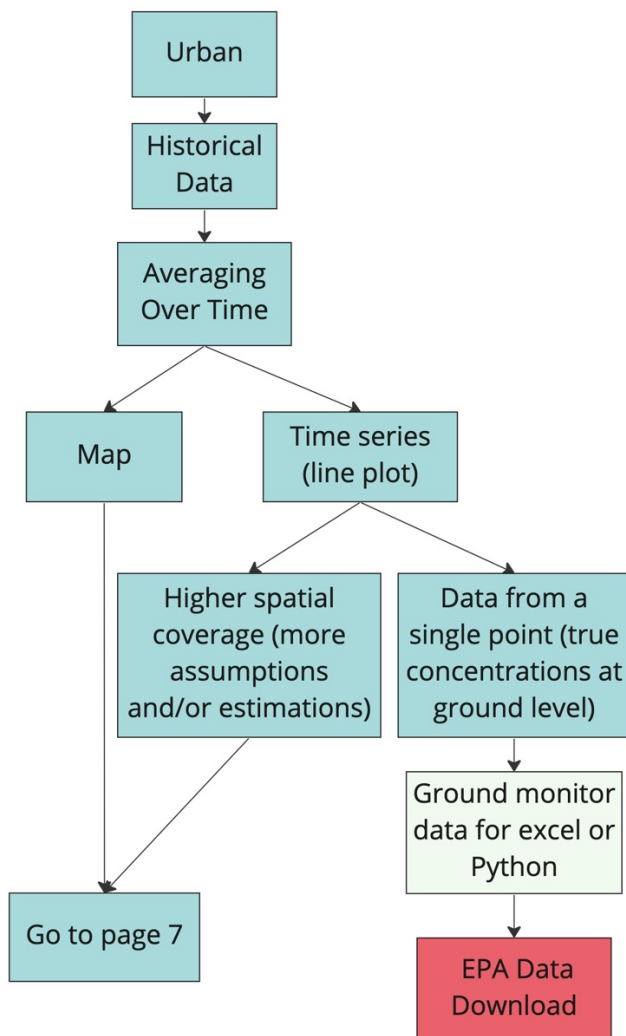 Urban
Historical
Data
Averaging
Over Time
Map
Time series
(line plot)
Higher spatial
coverage (more
assumptions
and/or estimations)
Data from a
single point (true
concentrations at
ground level)
Ground monitor
data for excel or
Python
Go to page 7
EPA Data
Download